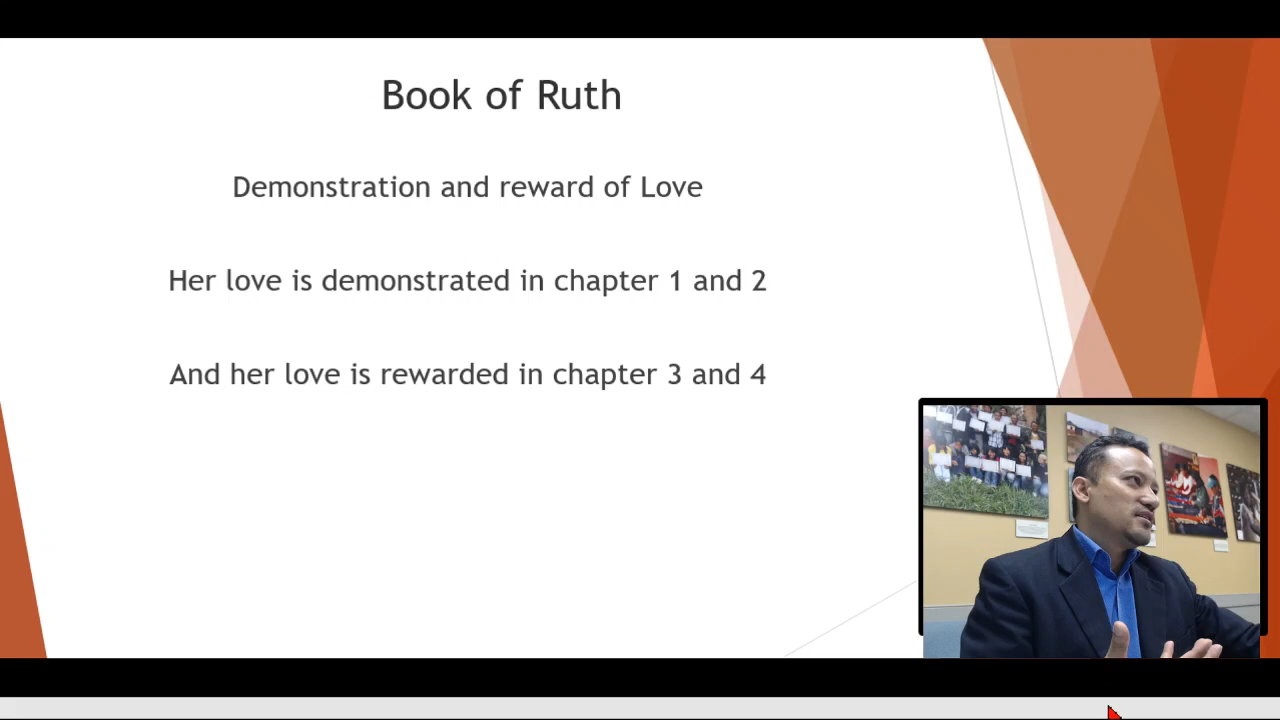 Book of Ruth
Demonstration and reward of Love
Her love is demonstrated in chapter 1 and 2
And her love is rewarded in chapter 3 and 4